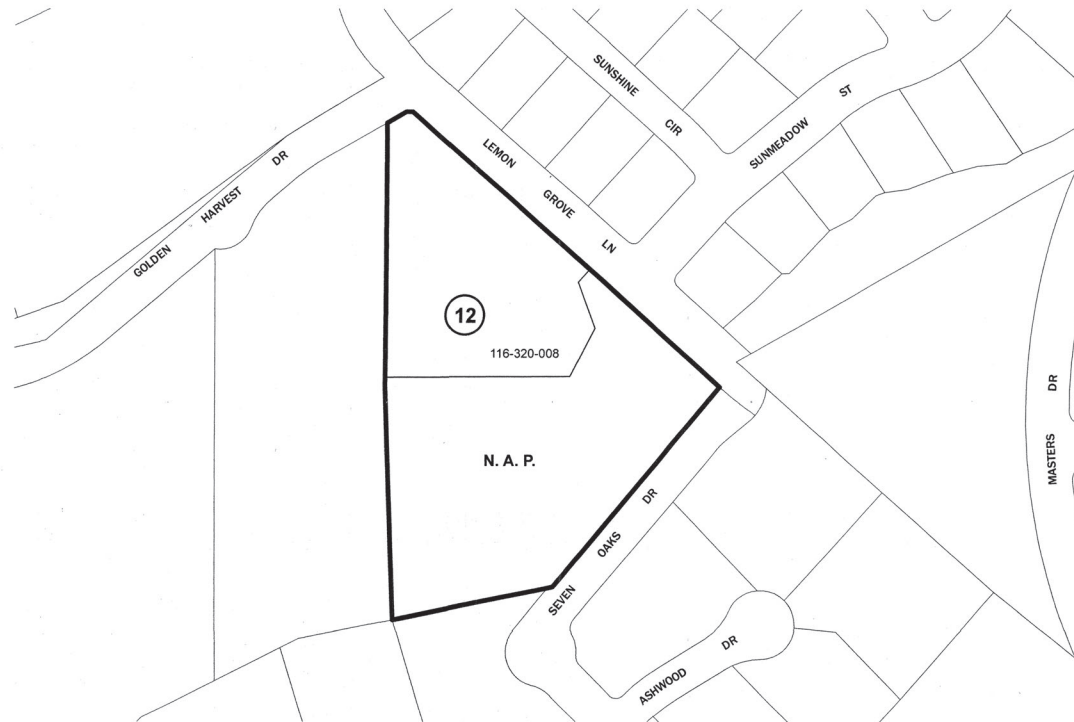 SUNSHINE CIR
SUNMEADOW ST
LEMON GROVE LN
GOLDEN HARVEST DR
12
116-320-008
MASTERS DR
N. A. P.
SEVEN OAKS DR
ASHWOOD DR